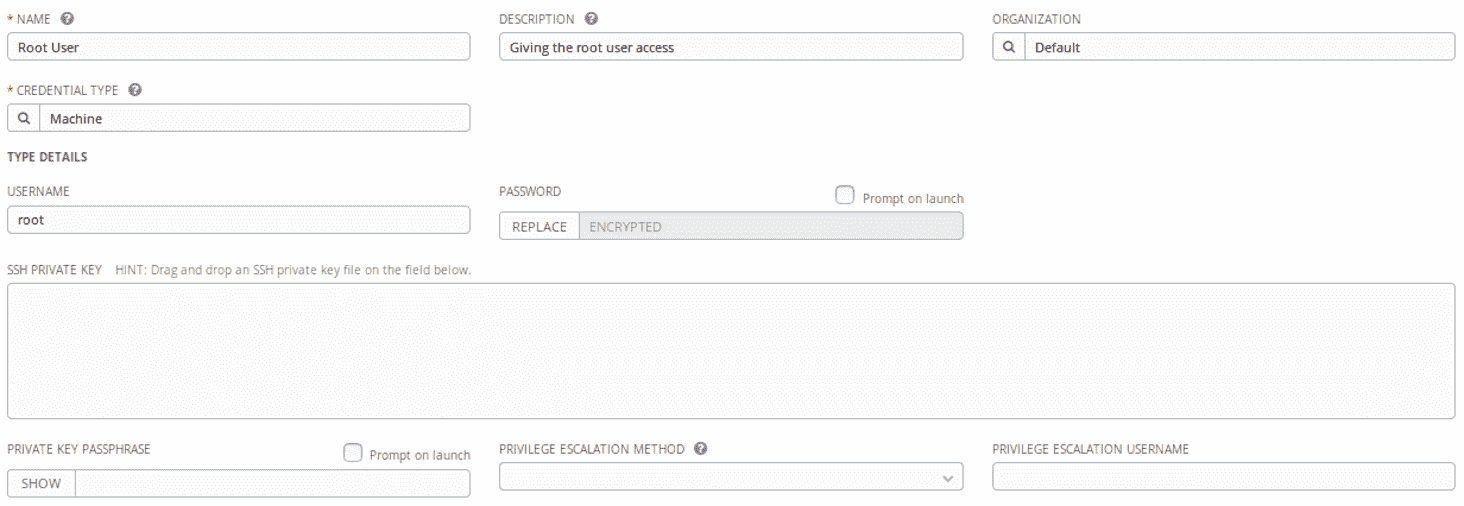 * NAME ? DESCRIPTION ? ORGANIZATION
Root User Giving the root user access Default
* CREDENTIAL TYPE ?
Machine
TYPE DETAILS
USERNAME PASSWORD Prompt on launch
root REPLACE ENCRYPTED
SSH PRIVATE KEY HINT: Drag and drop an SSH private key file on the field below.
PRIVATE KEY PASSPHRASE Prompt on launch PRIVILEGE ESCALATION METHOD ? PRIVILEGE ESCALATION USERNAME
SHOW